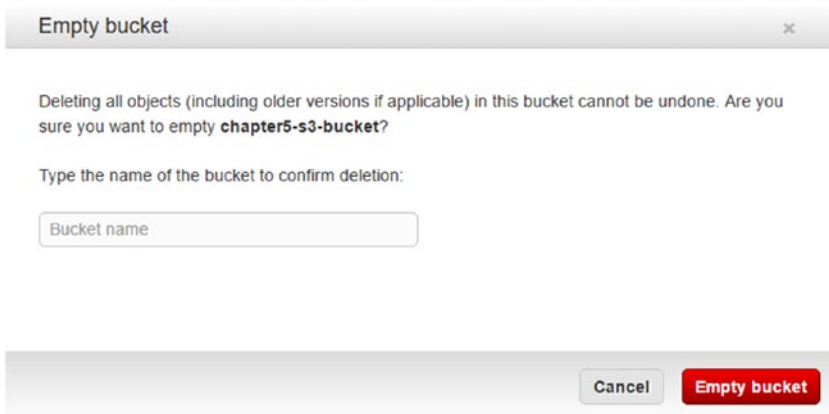 Empty bucket
×
Deleting all objects (including older versions if applicable) in this bucket cannot be undone. Are you
sure you want to empty chapter5-s3-bucket?
Type the name of the bucket to confirm deletion:
Bucket name
Cancel Empty bucket